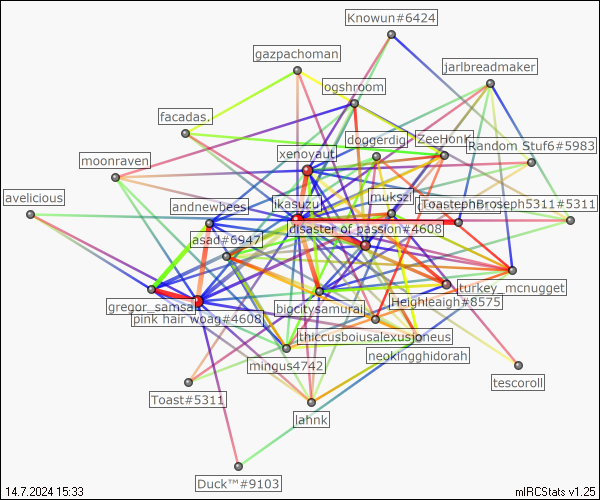 Knowun#6424
gazpachoman
jarlbreadmaker
ogshroom
facadas.
doggerdig
ZeeHonk
Random Stuf6#5983
xenoyaut
moonraven
avelicious
mukszi
ikasuzu
ToastephBroseph5311#5311
andnewbees
disaster of passion#4608
asad#6947
turkey_mcnugget
Heighleigh#8575
gregor_samsa
bigcitysamurai
pink hair woag#4608
thiccusboiusalexusjoneus
neokingghidorah
mingus4742
tescoroll
Toast#5311
lahnk
Duck™#9103
14.7.2024 15:33
mIRCStats v1.25